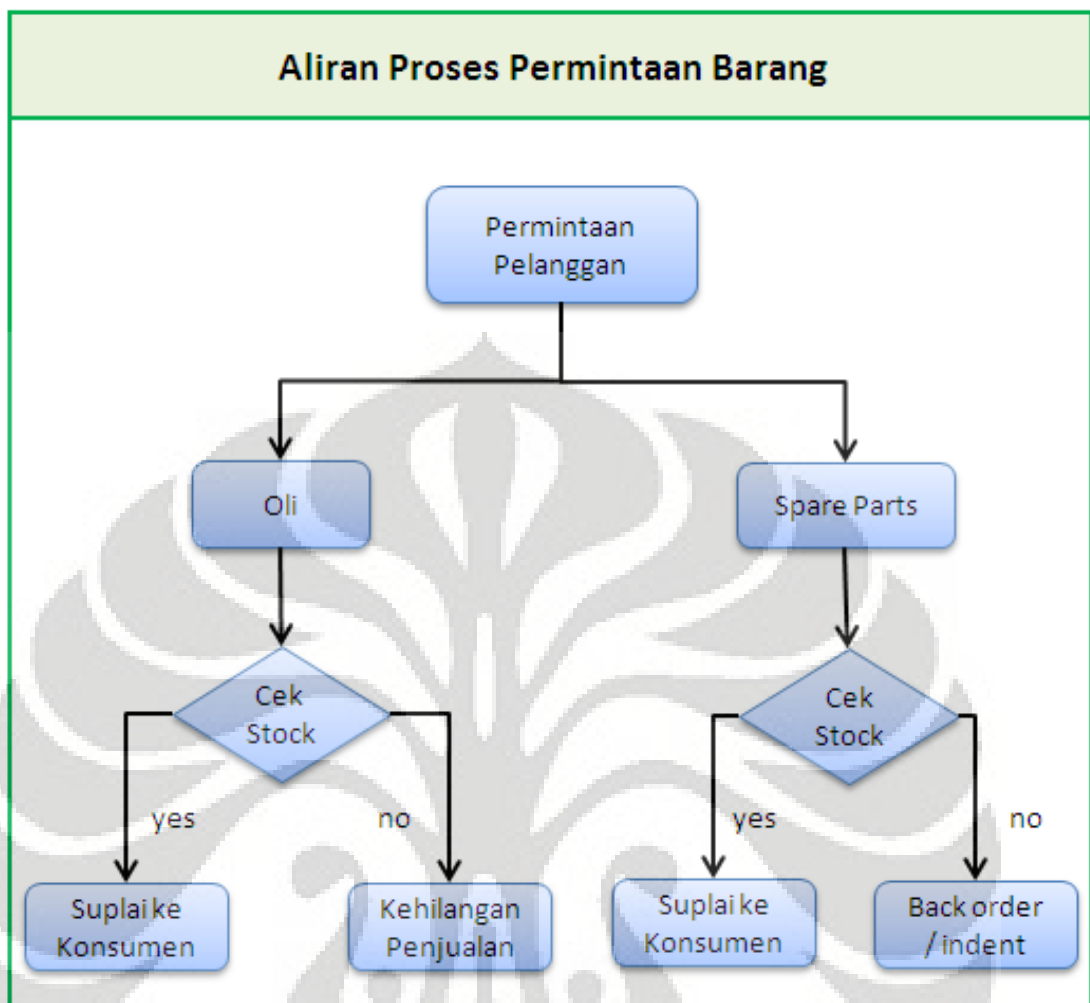 Aliran Proses Permintaan Barang
Permintaan
Pelanggan
Oli
Spare Parts
Cek
Stock
Cek
Stock
yes
no
yes
no
Suplai ke
Konsumen
Kehilangan
Penjualan
Suplai ke
Konsumen
Back order
/indent